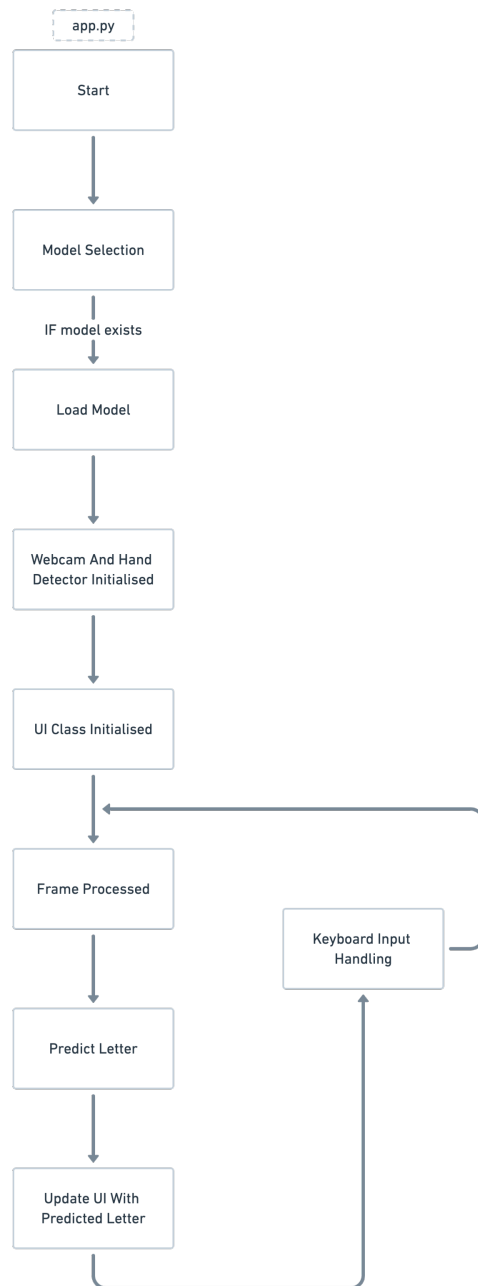 app.py
Start
Model Selection
IF model exists
Load Model
Webcam And Hand
Detector Initialised
UI Class Initialised
Frame Processed
Keyboard Input
Handling
Predict Letter
Update UI With
Predicted Letter